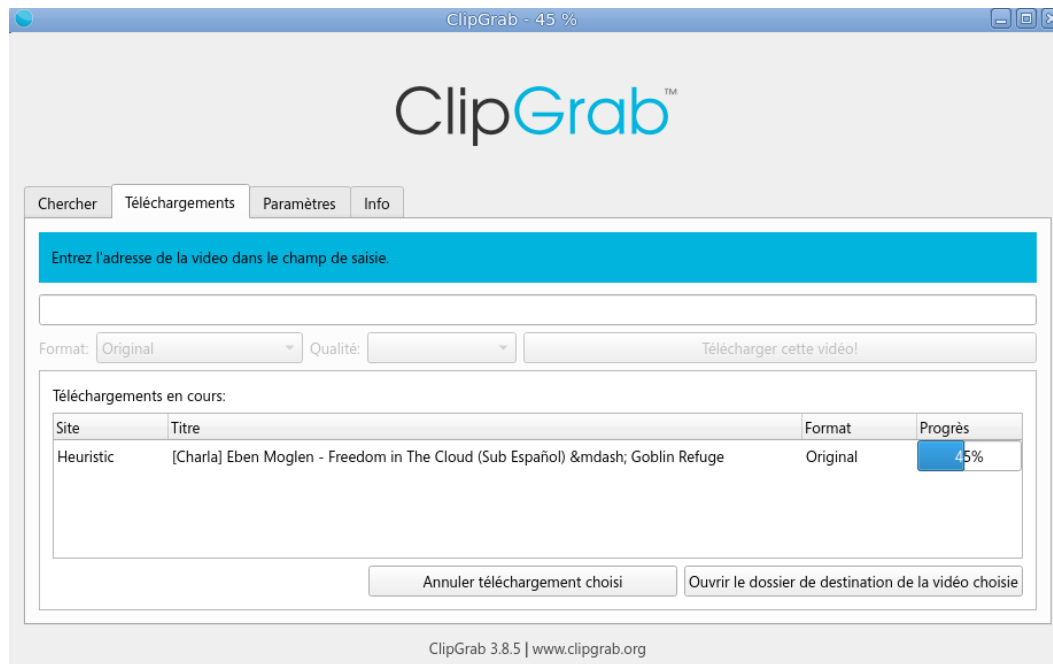 ClipGrab - 45 %
ClipGrab™
Chercher Téléchargements Paramètres Info
Entrez l'adresse de la video dans le champ de saisie.
Format: Original Qualité: Télécharger cette vidéo!
Téléchargements en cours:
Site Titre Format Progrès
Heuristic [Charla] Eben Moglen - Freedom in The Cloud (Sub Español) &mdash; Goblin Refuge Original 45%
Annuler téléchargement choisi Ouvrir le dossier de destination de la vidéo choisie
ClipGrab 3.8.5 | www.clipgrab.org